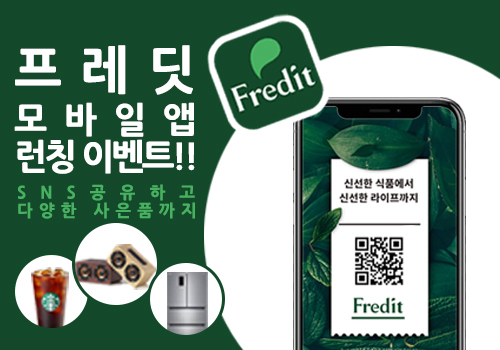 프레딧
모바일앱
런칭 이벤트!!
SNS공유하고
다양한 사은품까지
Fredit
신선한 식품에서
신선한 라이프까지
Fredit